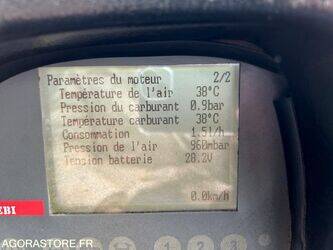 Paramètres du moteur 2/2
Température de l'air 38°C
Pression du carburant 0.9bar
Température carburant 38°C
Consommation 1.5l/h
Pression de l'air 960mbar
Tension batterie 28.2V
0.0km/h
EBI
AGORASTORE.FR